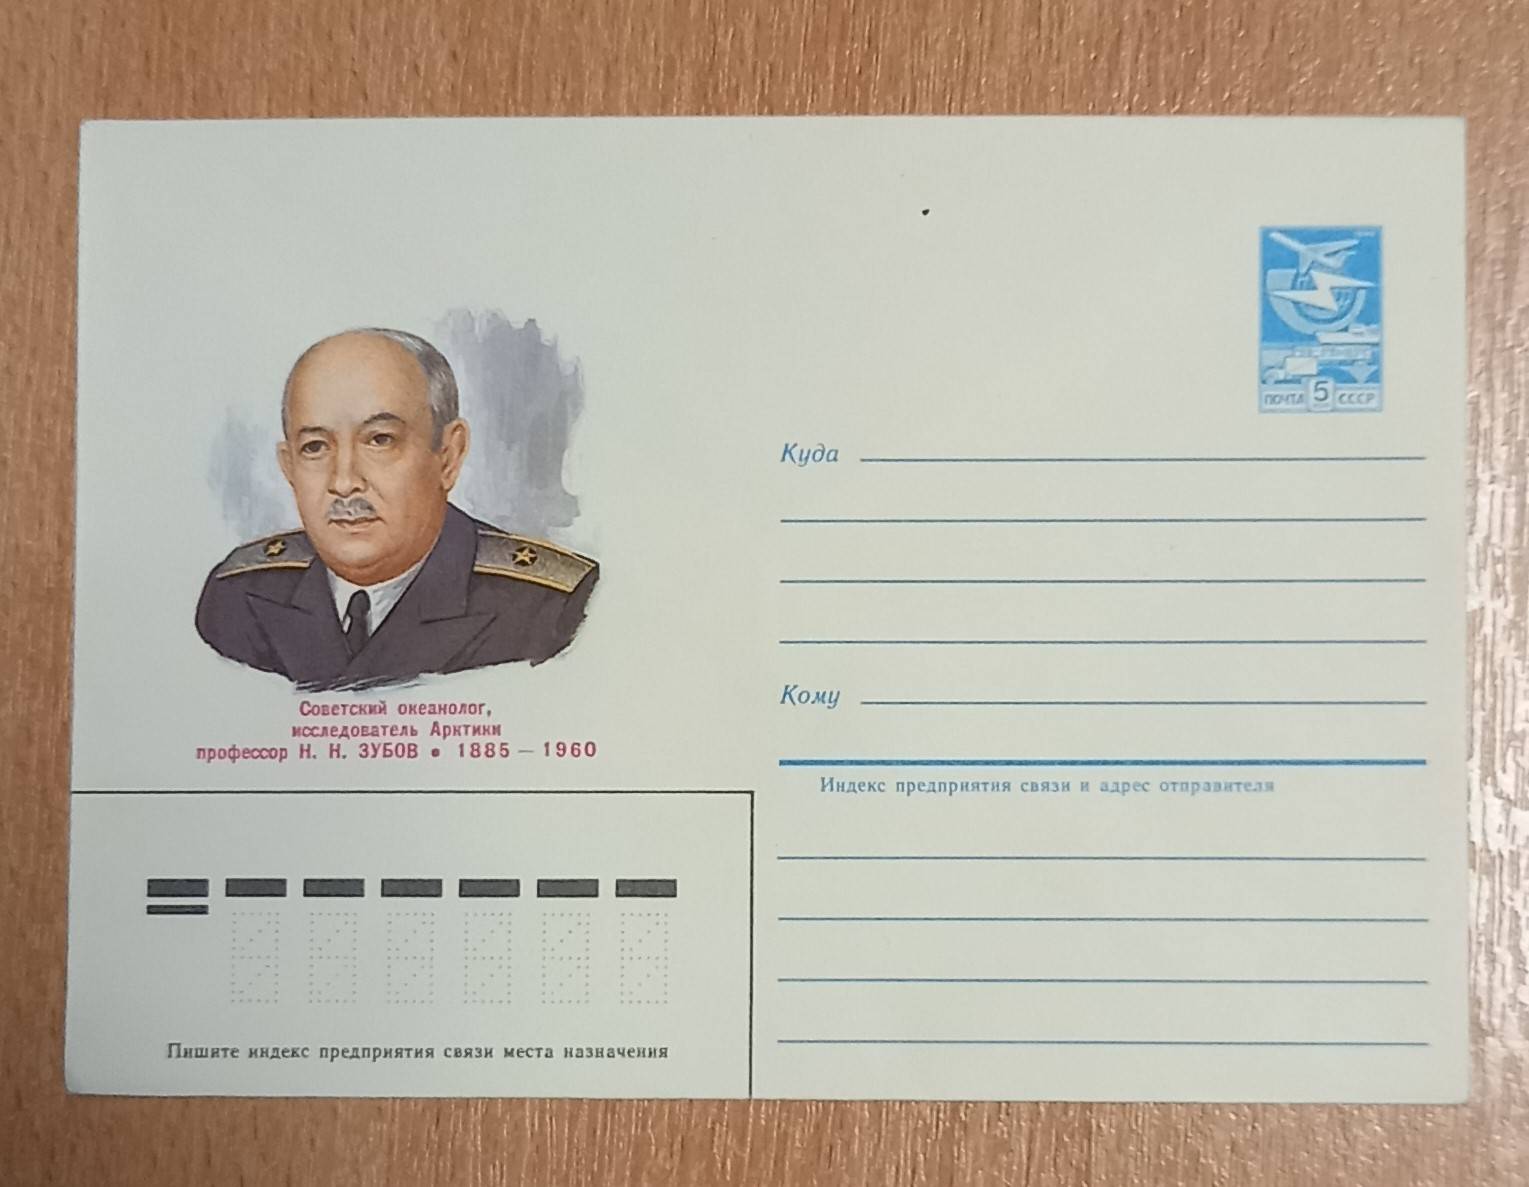 Советский океанолог,
исследователь Арктики
профессор Н. Н. ЗУБОВ • 1885 — 1960
ПОЧТА 5 СССР
Куда
Кому
Индекс предприятия связи и адрес отправителя
Пишите индекс предприятия связи места назначения